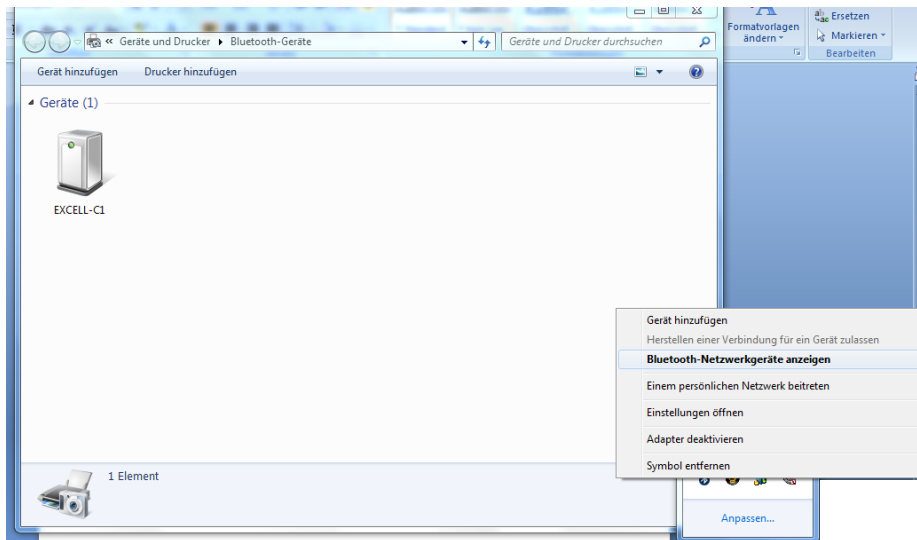 Formatvorlagen
ändern
Ersetzen
Markieren
Bearbeiten
« Geräte und Drucker ▸ Bluetooth-Geräte
Geräte und Drucker durchsuchen
Gerät hinzufügen Drucker hinzufügen
Geräte (1)
EXCELL-C1
Gerät hinzufügen
Herstellen einer Verbindung für ein Gerät zulassen
Bluetooth-Netzwerkgeräte anzeigen
Einem persönlichen Netzwerk beitreten
Einstellungen öffnen
Adapter deaktivieren
Symbol entfernen
1 Element
Anpassen...